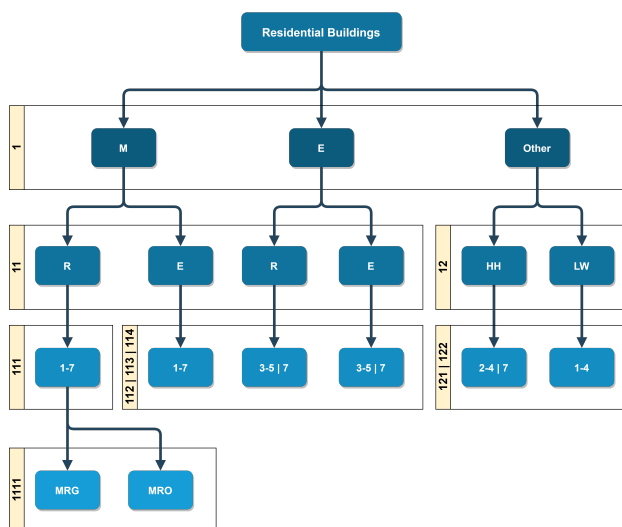 Residential Buildings
1
M
E
Other
11
R
E
R
E
12
HH
LW
111
1-7
112 | 113 | 114
1-7
3-5 | 7
3-5 | 7
121 | 122
2-4 | 7
1-4
1111
MRG
MRO